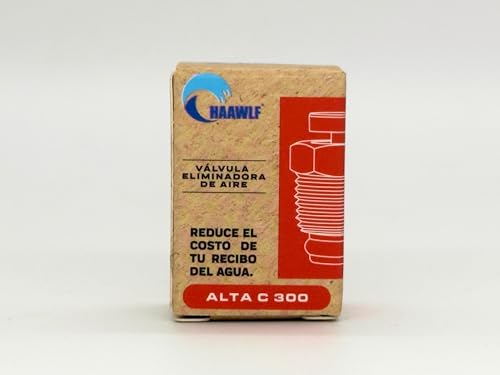 HAAWLF
VÁLVULA
ELIMINADORA
DE AIRE
REDUCE EL
COSTO DE
TU RECIBO
DEL AGUA.
ALTA C 300